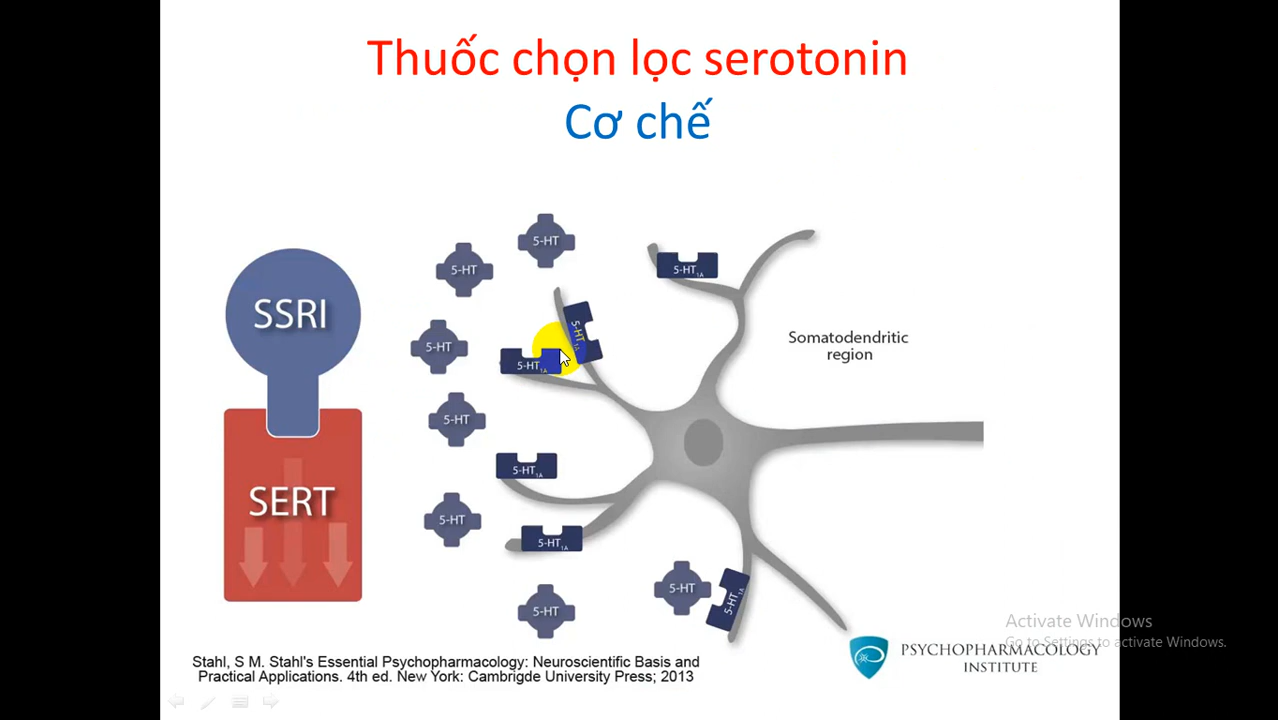 Thuốc chọn lọc serotonin
Cơ chế
5-HT
5-HT
5-HT1A
SSRI
5-HT1A
Somatodendritic
region
5-HT
5-HT1A
5-HT
5-HT1A
SERT
5-HT
5-HT1A
5-HT
5-HT1A
5-HT
Activate Windows
Go to Settings to activate Windows.
PSYCHOPHARMACOLOGY
INSTITUTE
Stahl, S M. Stahl's Essential Psychopharmacology: Neuroscientific Basis and
Practical Applications. 4th ed. New York: Cambrigde University Press; 2013